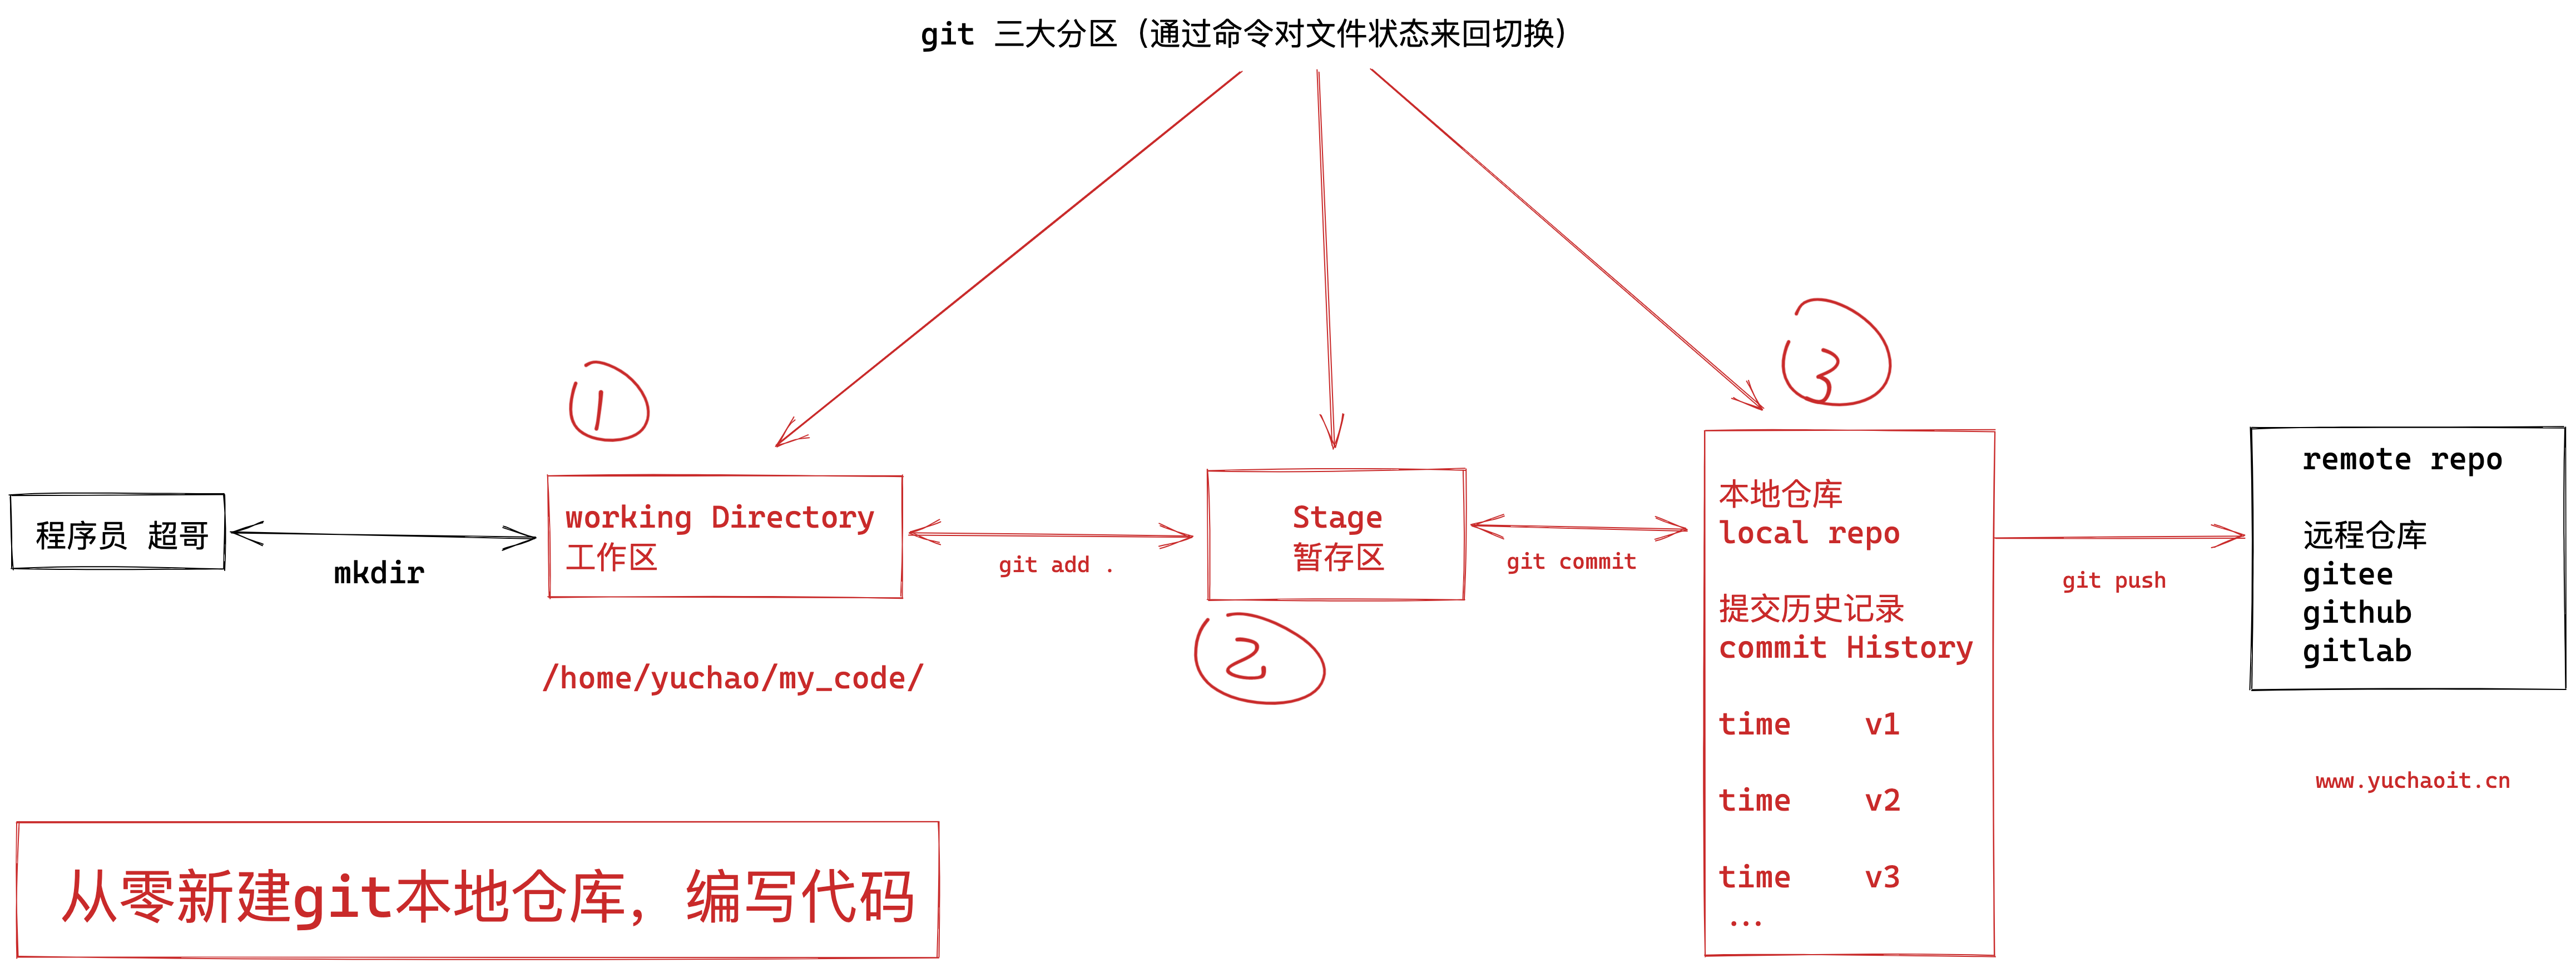 git 三大分区（通过命令对文件状态来回切换）
①
③
程序员 超哥
mkdir
working Directory
工作区
/home/yuchao/my_code/
git add .
Stage
暂存区
②
git commit
本地仓库
local repo
提交历史记录
commit History
time v1
time v2
time v3
...
git push
remote repo
远程仓库
gitee
github
gitlab
www.yuchaoit.cn
从零新建git本地仓库，编写代码